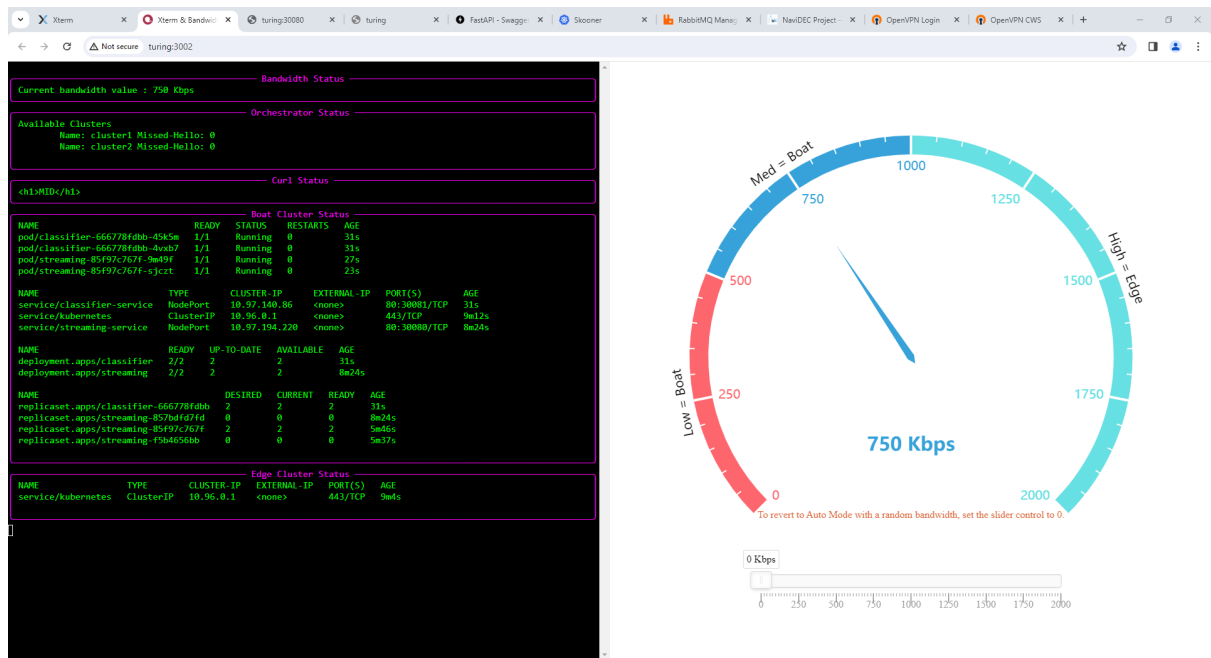 Xterm
Xterm & Bandwid
turing:30080
turing
FastAPI - Swagge
Skooner
RabbitMQ Manag
NaviDEC Project -
OpenVPN Login
OpenVPN CWS
Not secure turing:3002
Bandwidth Status
Current bandwidth value : 750 Kbps
Orchestrator Status
Available Clusters
Name: cluster1 Missed-Hello: 0
Name: cluster2 Missed-Hello: 0
Curl Status
<h1>MID</h1>
Boat Cluster Status
NAME READY STATUS RESTARTS AGE
pod/classifier-666778fdbb-45k5m 1/1 Running 0 31s
pod/classifier-666778fdbb-4vxb7 1/1 Running 0 31s
pod/streaming-85f97c767f-9m49f 1/1 Running 0 27s
pod/streaming-85f97c767f-sjczt 1/1 Running 0 23s
NAME TYPE CLUSTER-IP EXTERNAL-IP PORT(S) AGE
service/classifier-service NodePort 10.97.140.86 <none> 80:30081/TCP 31s
service/kubernetes ClusterIP 10.96.0.1 <none> 443/TCP 9m12s
service/streaming-service NodePort 10.97.194.220 <none> 80:30080/TCP 8m24s
NAME READY UP-TO-DATE AVAILABLE AGE
deployment.apps/classifier 2/2 2 2 31s
deployment.apps/streaming 2/2 2 2 8m24s
NAME DESIRED CURRENT READY AGE
replicaset.apps/classifier-666778fdbb 2 2 2 31s
replicaset.apps/streaming-857bdfd7fd 0 0 0 8m24s
replicaset.apps/streaming-85f97c767f 2 2 2 5m46s
replicaset.apps/streaming-f5b4656bb 0 0 0 5m37s
Edge Cluster Status
NAME TYPE CLUSTER-IP EXTERNAL-IP PORT(S) AGE
service/kubernetes ClusterIP 10.96.0.1 <none> 443/TCP 9m4s
Low = Boat
Med = Boat
High = Edge
0
250
500
750
1000
1250
1500
1750
2000
750 Kbps
To revert to Auto Mode with a random bandwidth, set the slider control to 0.
0 Kbps
0 250 500 750 1000 1250 1500 1750 2000